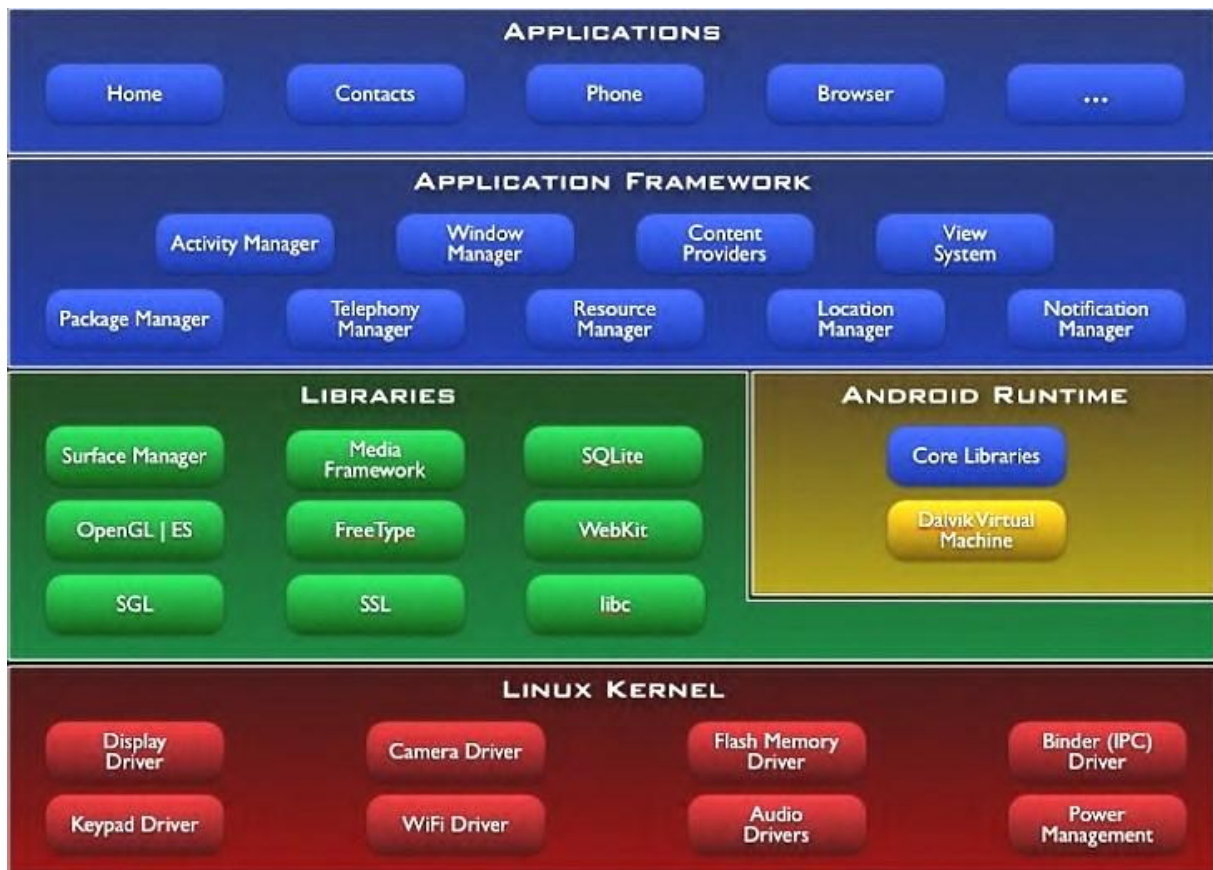 APPLICATIONS
Home
Contacts
Phone
Browser
...
APPLICATION FRAMEWORK
Activity Manager
Window
Manager
Content
Providers
View
System
Package Manager
Telephony
Manager
Resource
Manager
Location
Manager
Notification
Manager
LIBRARIES
Surface Manager
Media
Framework
SQLite
OpenGL | ES
FreeType
WebKit
SGL
SSL
libc
ANDROID RUNTIME
Core Libraries
Dalvik Virtual
Machine
LINUX KERNEL
Display
Driver
Camera Driver
Flash Memory
Driver
Binder (IPC)
Driver
Keypad Driver
WiFi Driver
Audio
Drivers
Power
Management